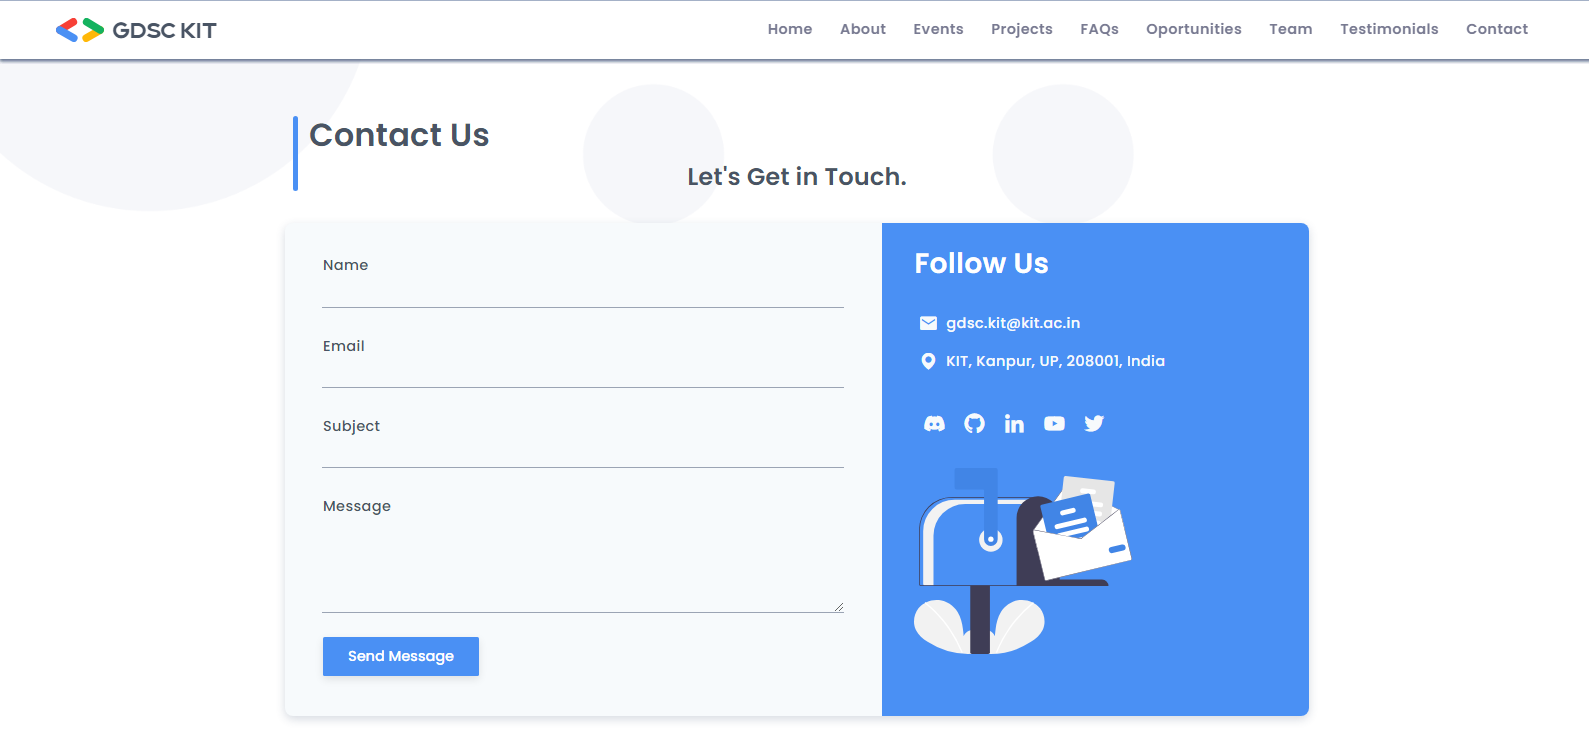 GDSC KIT Home About Events Projects FAQs Oportunities Team Testimonials Contact
Contact Us
Let's Get in Touch.
Name
Email
Subject
Message
Send Message
Follow Us
gdsc.kit@kit.ac.in
KIT, Kanpur, UP, 208001, India